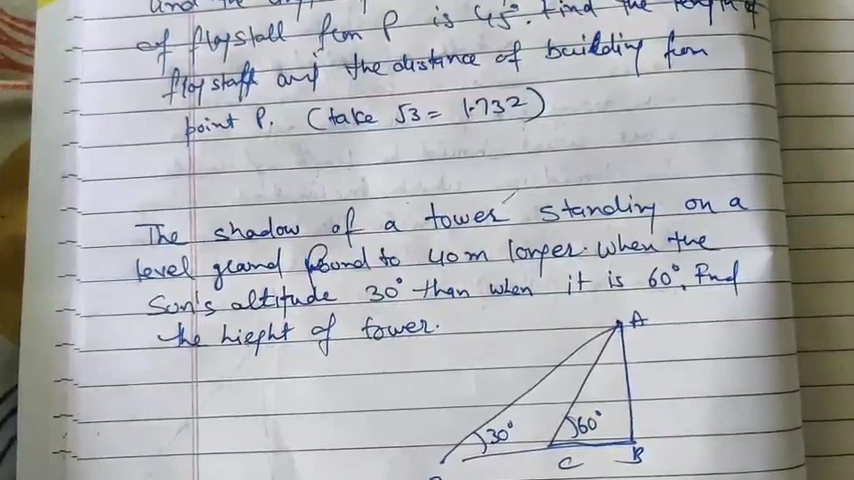 of flagstaff from P is 45°. Find the length of
flagstaff and the distance of building from
point P. (take √3 = 1.732)
The shadow of a tower standing on a
level ground found to 40m longer when the
Sun's altitude 30° than when it is 60°. Find
the hieght of tower.
A
30°
60°
C
B